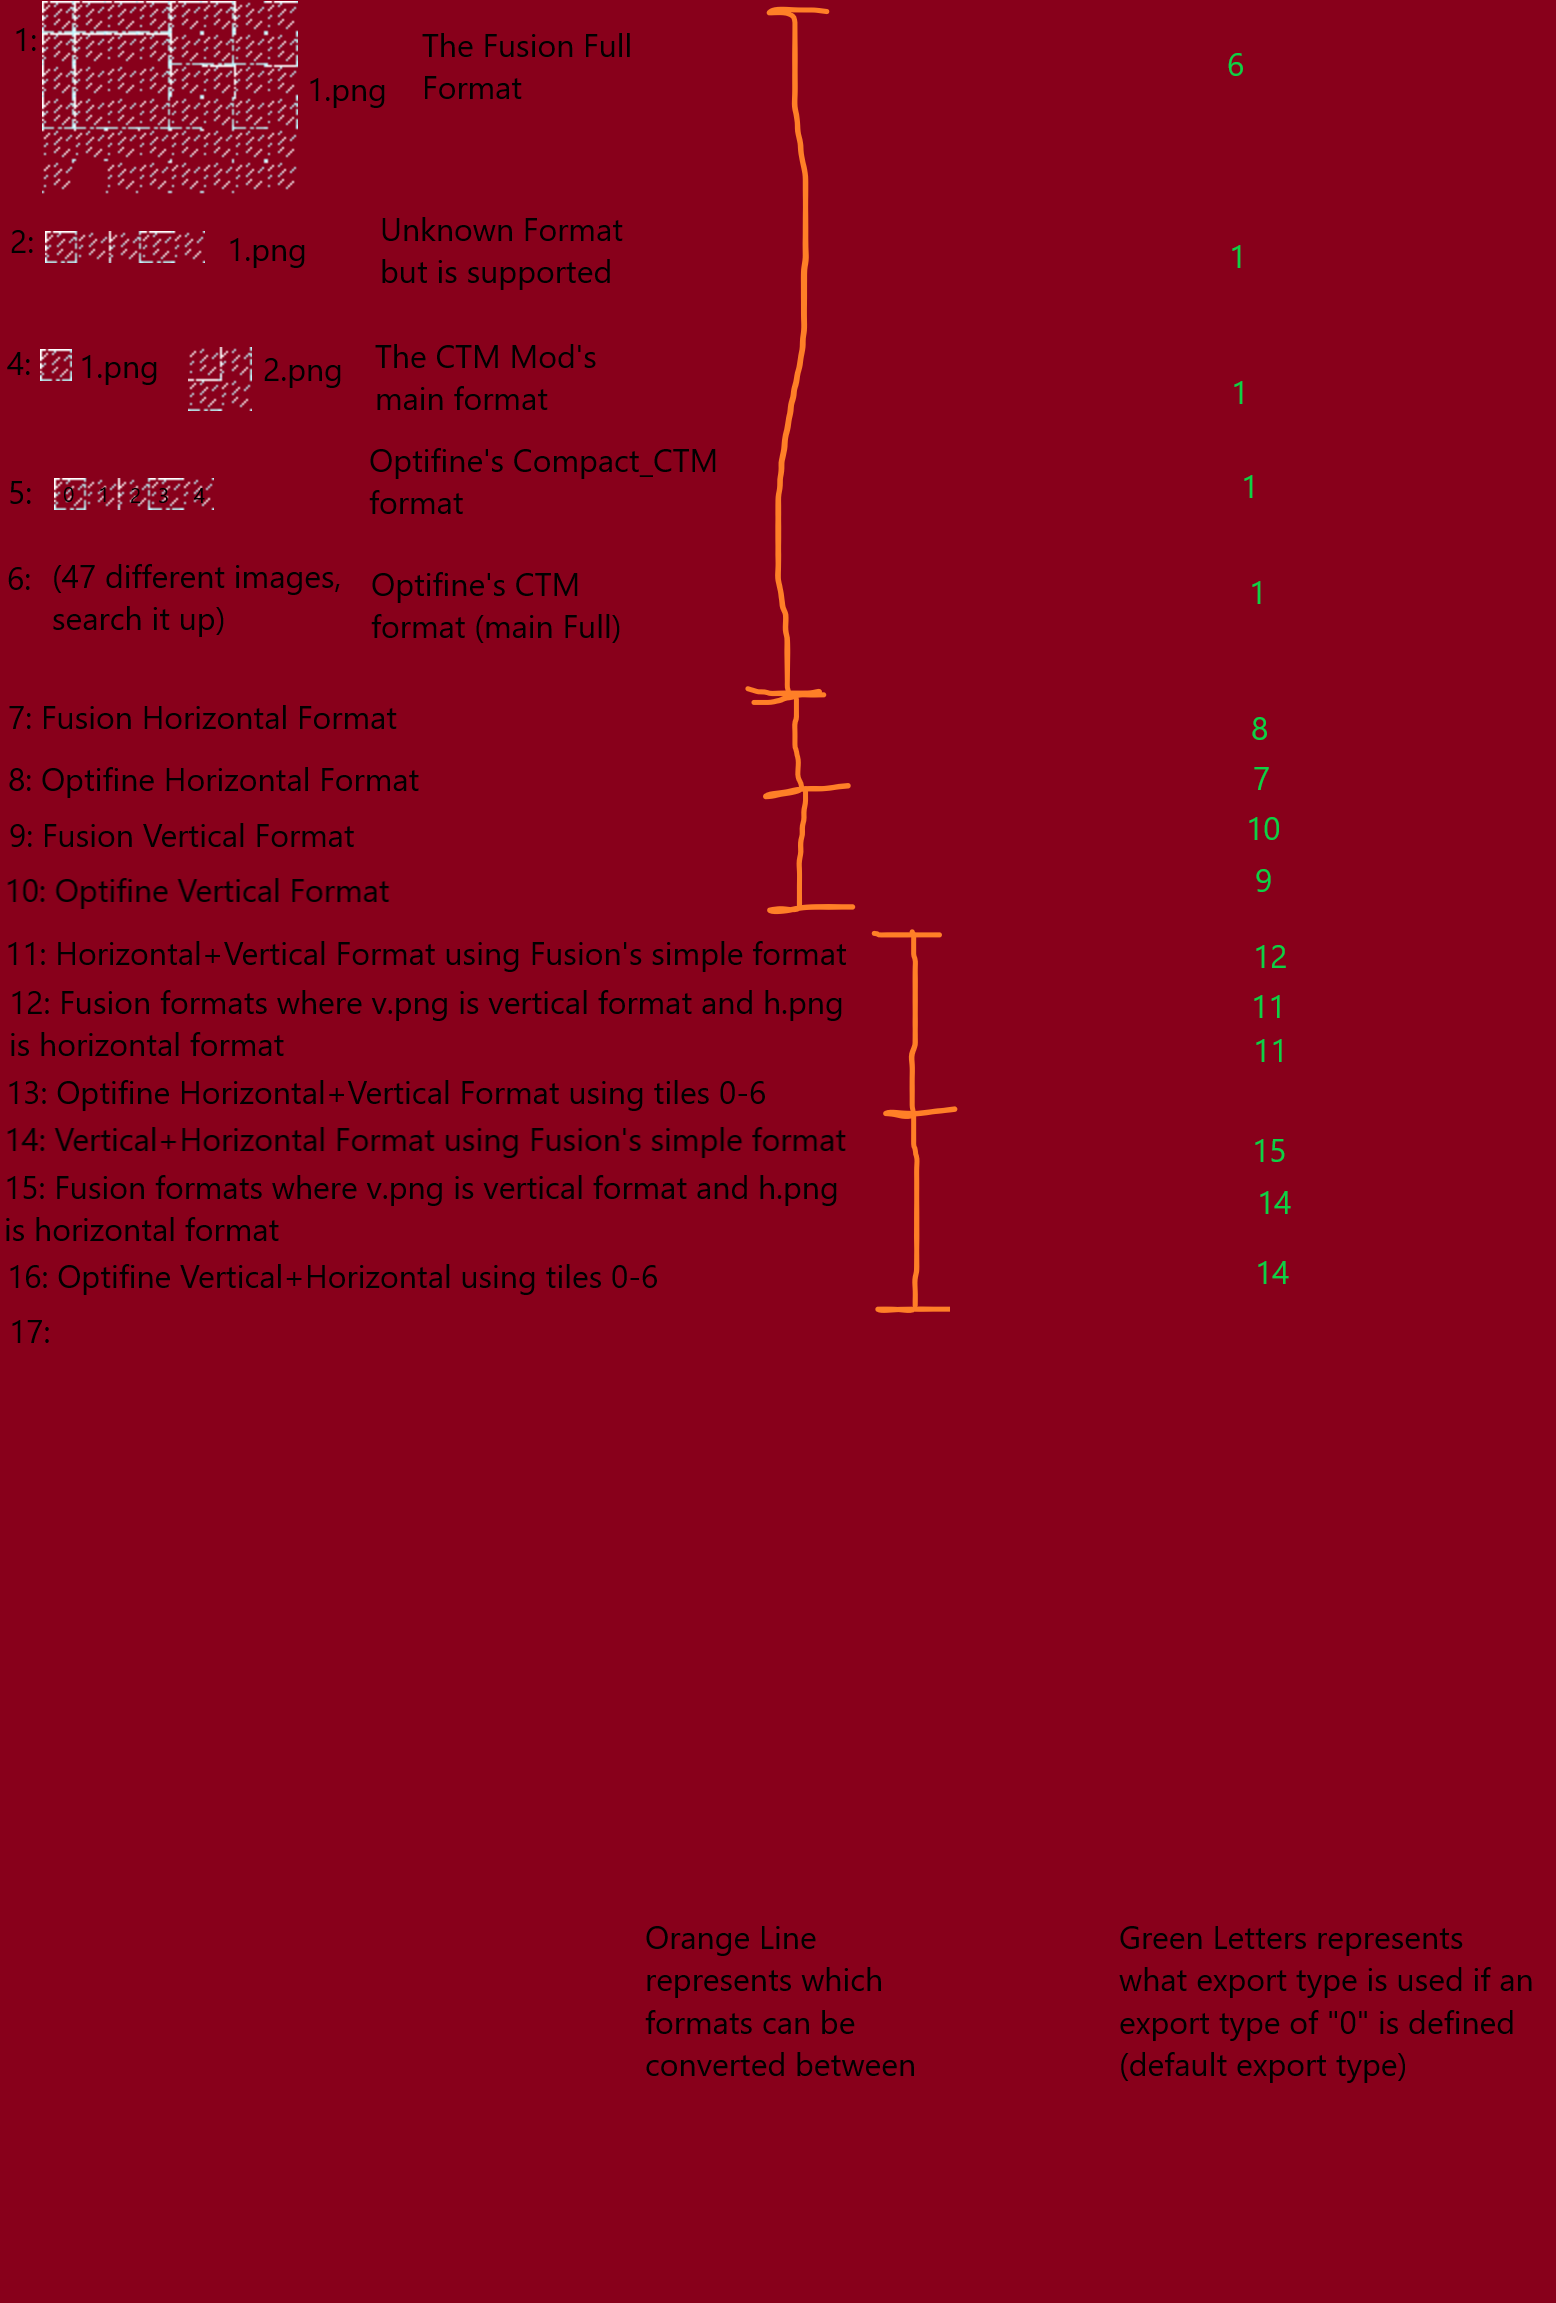 1:
1.png
The Fusion Full
Format
6
2:
1.png
Unknown Format
but is supported
1
4:
1.png
2.png
The CTM Mod's
main format
1
5:
0 1 2 3 4
Optifine's Compact_CTM
format
1
6:
(47 different images,
search it up)
Optifine's CTM
format (main Full)
1
7: Fusion Horizontal Format
8
8: Optifine Horizontal Format
7
9: Fusion Vertical Format
10
10: Optifine Vertical Format
9
11: Horizontal+Vertical Format using Fusion's simple format
12
12: Fusion formats where v.png is vertical format and h.png
is horizontal format
11
11
13: Optifine Horizontal+Vertical Format using tiles 0-6
14: Vertical+Horizontal Format using Fusion's simple format
15
15: Fusion formats where v.png is vertical format and h.png
is horizontal format
14
16: Optifine Vertical+Horizontal using tiles 0-6
14
17:
Orange Line
represents which
formats can be
converted between
Green Letters represents
what export type is used if an
export type of "0" is defined
(default export type)